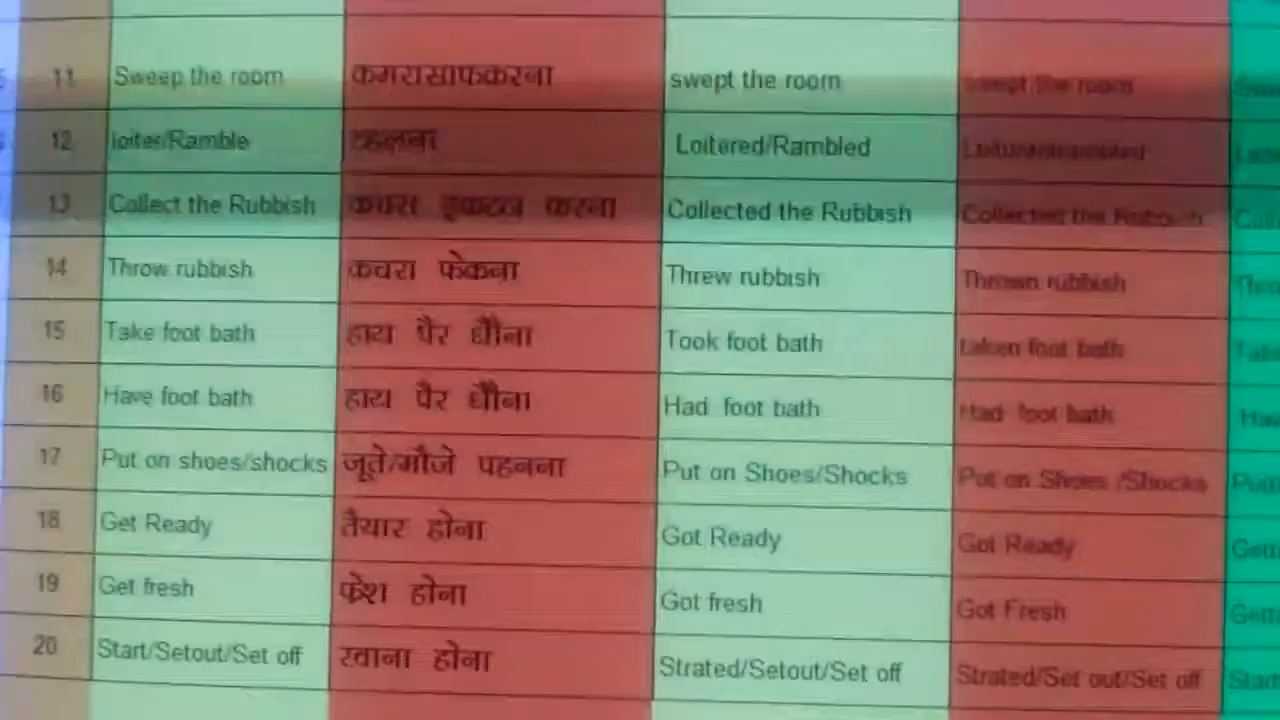 11 Sweep the room कमरासाफकरना swept the room swept the room
12 loiter/Ramble टहलना Loitered/Rambled
13 Collect the Rubbish कचरा इकटठा करना Collected the Rubbish Collected the Rubbish
14 Throw rubbish कचरा फेकना Threw rubbish Thrown rubbish
15 Take foot bath हाथ पैर धौना Took foot bath taken foot bath
16 Have foot bath हाथ पैर धौना Had foot bath Had foot bath
17 Put on shoes/shocks जूते/मौजे पहनना Put on Shoes/Shocks Put on Shoes /Shocks
18 Get Ready तैयार होना Got Ready Got Ready
19 Get fresh फ्रेश होना Got fresh Got Fresh
20 Start/Setout/Set off रवाना होना Strated/Setout/Set off Strated/Set out/Set off Start